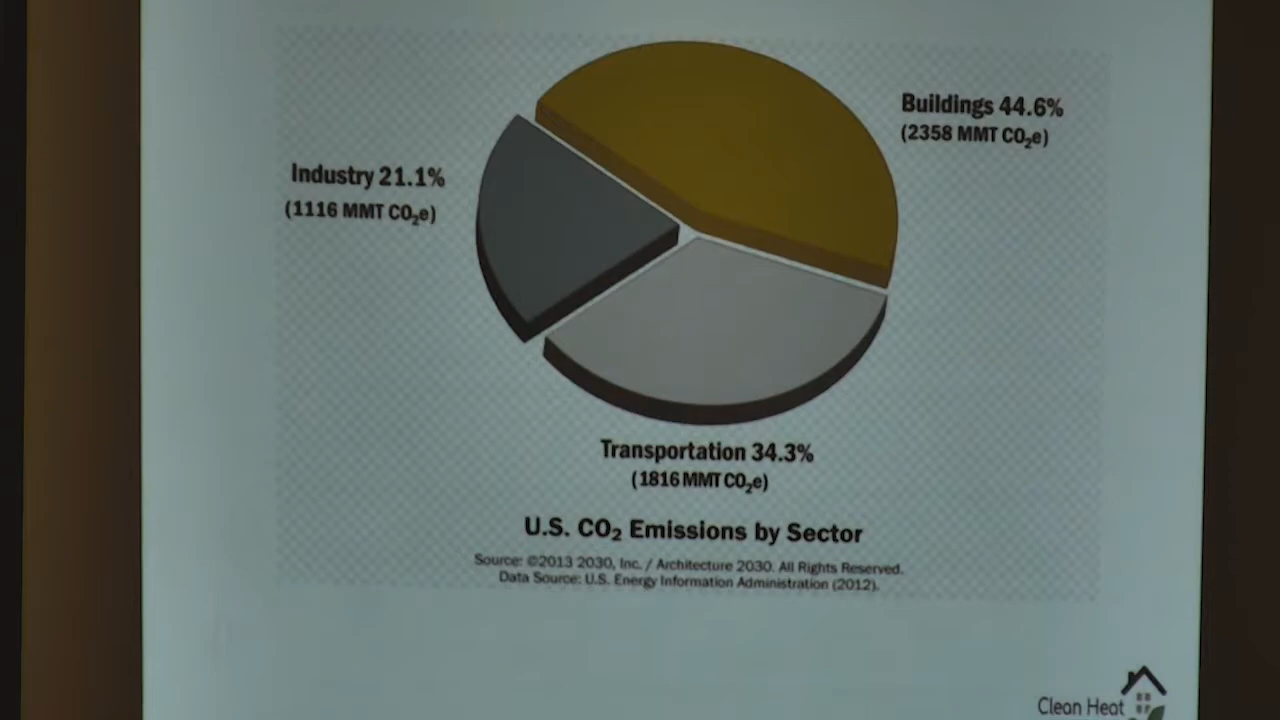 Buildings 44.6%
(2358 MMT CO₂e)
Industry 21.1%
(1116 MMT CO₂e)
Transportation 34.3%
(1816 MMT CO₂e)
U.S. CO₂ Emissions by Sector
Source: ©2013 2030, Inc. / Architecture 2030. All Rights Reserved.
Data Source: U.S. Energy Information Administration (2012).
Clean Heat